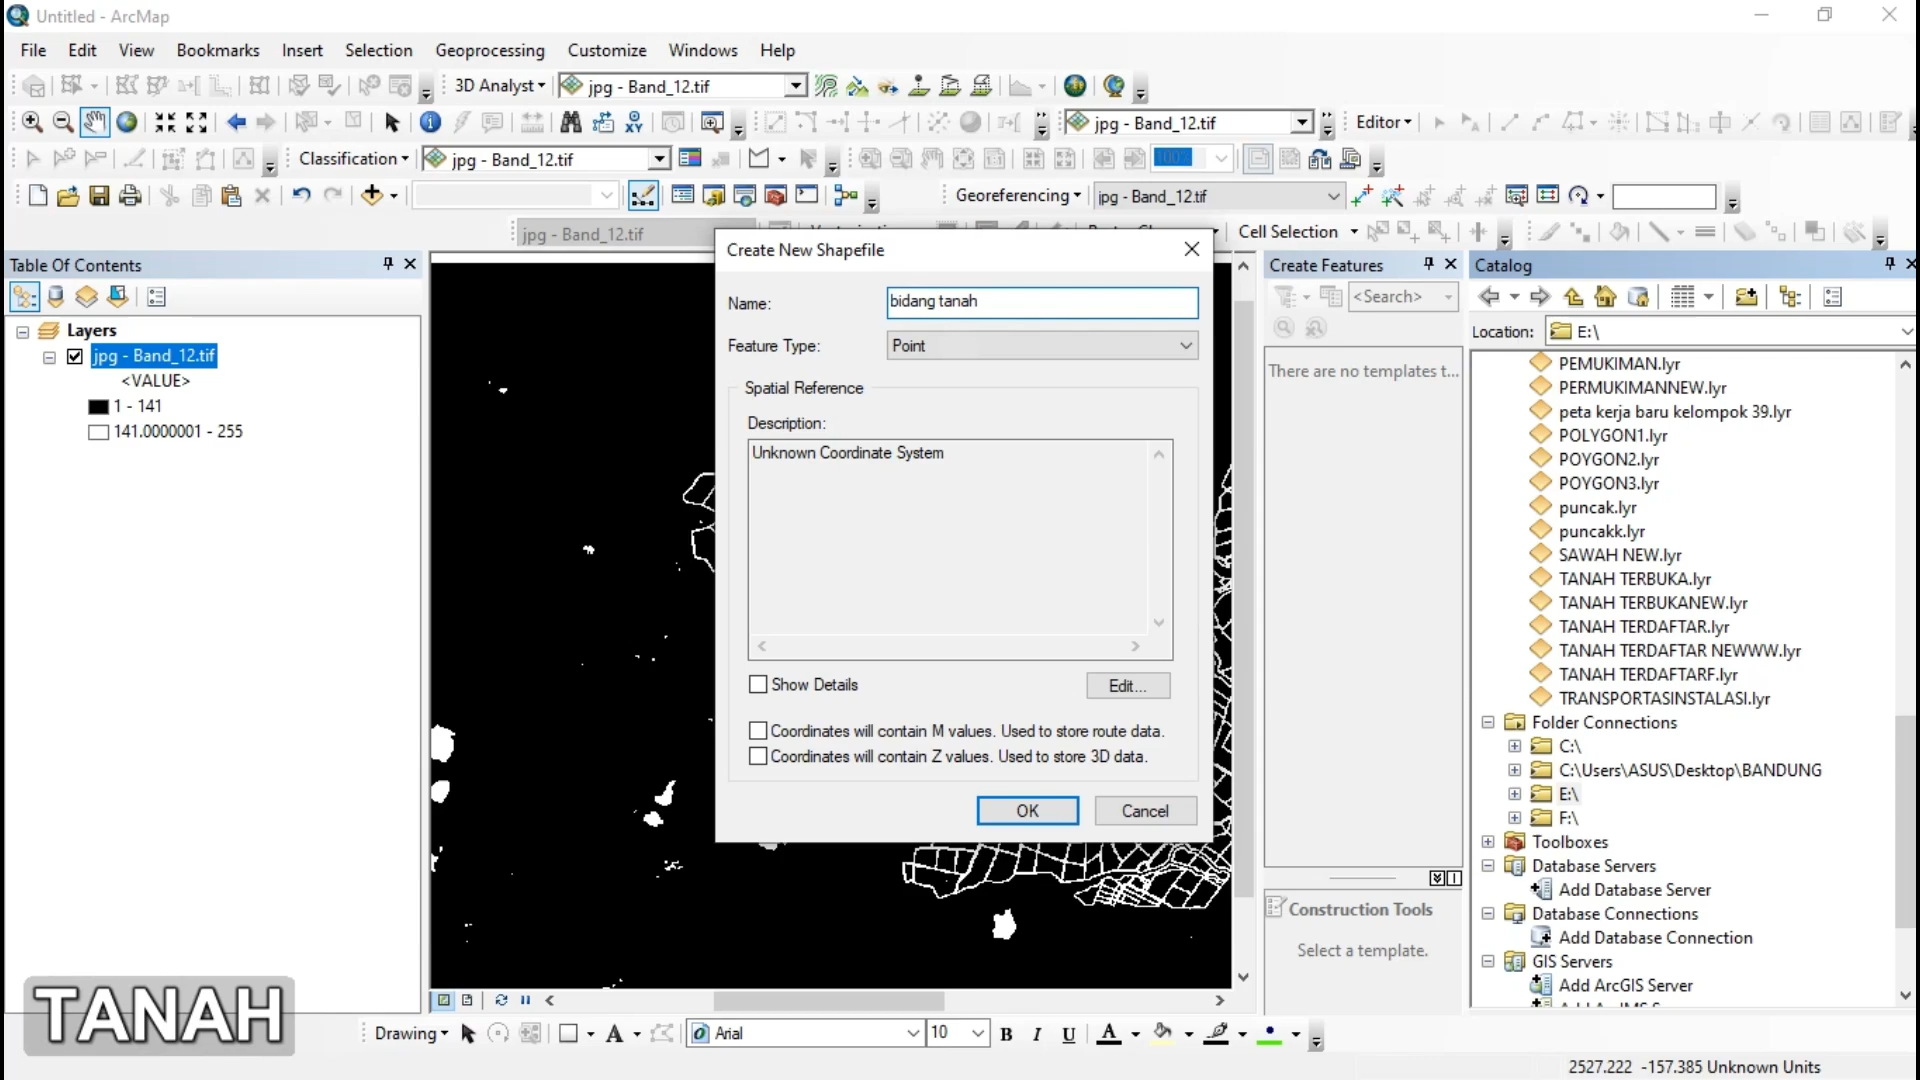 Untitled - ArcMap
File Edit View Bookmarks Insert Selection Geoprocessing Customize Windows Help
3D Analyst jpg - Band_12.tif
jpg - Band_12.tif Editor
Classification jpg - Band_12.tif 100%
Georeferencing jpg - Band_12.tif
jpg - Band_12.tif Cell Selection
Table Of Contents
Layers
jpg - Band_12.tif
<VALUE>
1 - 141
141.0000001 - 255
Create New Shapefile
Name: bidang tanah
Feature Type: Point
Spatial Reference
Description:
Unknown Coordinate System
Show Details
Edit...
Coordinates will contain M values. Used to store route data.
Coordinates will contain Z values. Used to store 3D data.
OK Cancel
Create Features
<Search>
There are no templates t...
Construction Tools
Select a template.
Catalog
Location: E:\
PEMUKIMAN.lyr
PERMUKIMANNEW.lyr
peta kerja baru kelompok 39.lyr
POLYGON1.lyr
POYGON2.lyr
POYGON3.lyr
puncak.lyr
puncakk.lyr
SAWAH NEW.lyr
TANAH TERBUKA.lyr
TANAH TERBUKANEW.lyr
TANAH TERDAFTAR.lyr
TANAH TERDAFTAR NEWWW.lyr
TANAH TERDAFTARF.lyr
TRANSPORTASINSTALASI.lyr
Folder Connections
C:\
C:\Users\ASUS\Desktop\BANDUNG
E:\
F:\
Toolboxes
Database Servers
Add Database Server
Database Connections
Add Database Connection
GIS Servers
Add ArcGIS Server
TANAH
Drawing A Arial 10 B I U A
2527.222 -157.385 Unknown Units